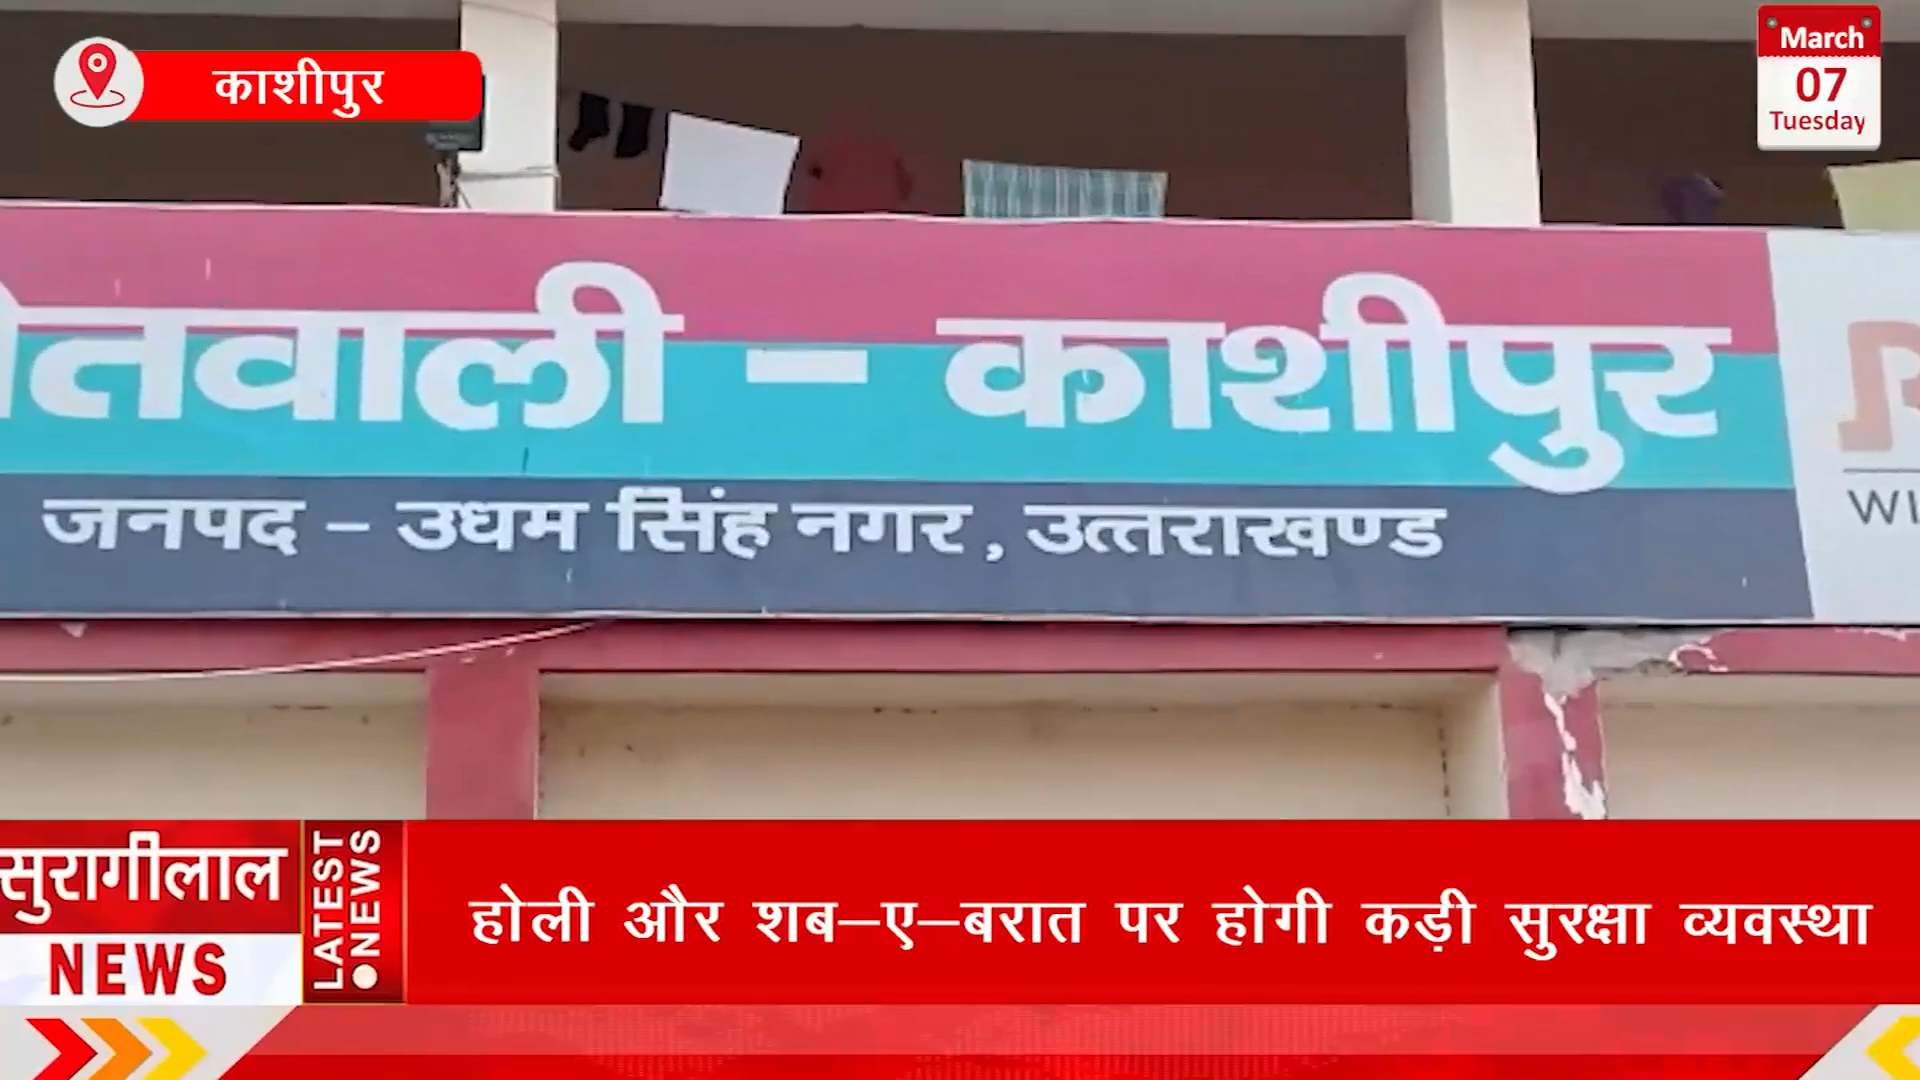 काशीपुर
March
07
Tuesday
कोतवाली - काशीपुर
जनपद - उधम सिंह नगर, उत्तराखण्ड
WI
सुरागीलाल
NEWS
LATEST
NEWS
होली और शब-ए-बरात पर होगी कड़ी सुरक्षा व्यवस्था